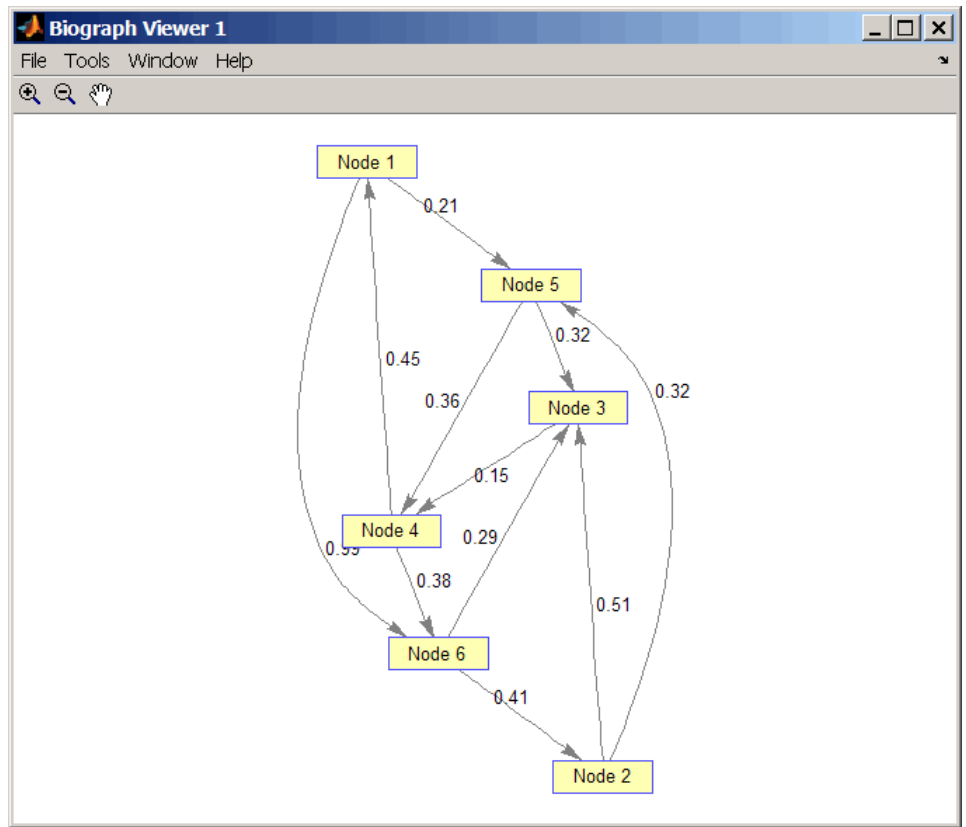 Biograph Viewer 1
File Tools Window Help
Node 1
0.21
Node 5
0.32
0.45
0.36
0.32
Node 3
0.15
Node 4
0.29
0.99
0.38
0.51
Node 6
0.41
Node 2